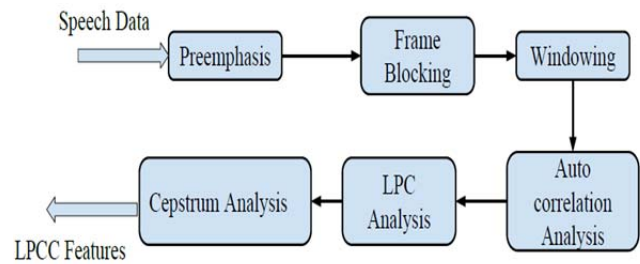 Speech Data
Preemphasis
Frame
Blocking
Windowing
Auto
correlation
Analysis
LPC
Analysis
Cepstrum Analysis
LPCC Features